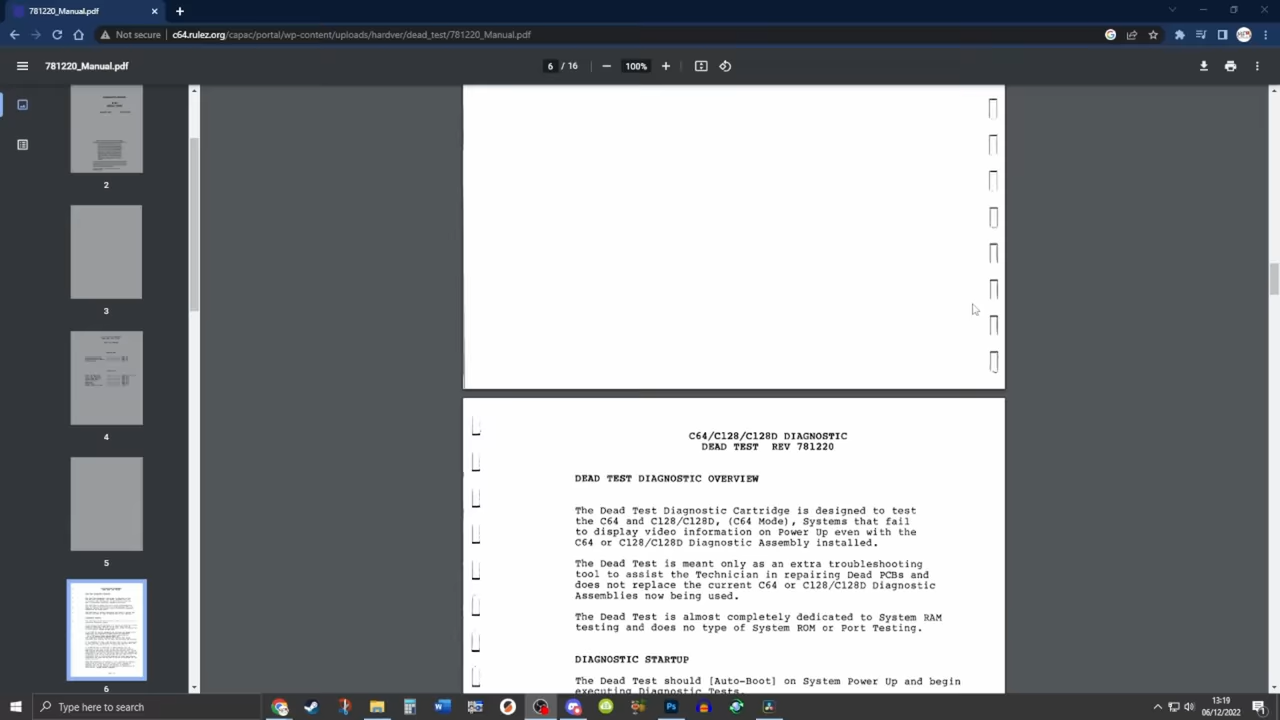 781220_Manual.pdf
Not secure
c64.rulez.org/capac/portal/wp-content/uploads/hardver/dead_test/781220_Manual.pdf
781220_Manual.pdf
6 / 16
100%
2
3
4
5
6
C64/C128/C128D DIAGNOSTIC
DEAD TEST REV 781220
DEAD TEST DIAGNOSTIC OVERVIEW
The Dead Test Diagnostic Cartridge is designed to test
the C64 and C128/C128D, (C64 Mode), Systems that fail
to display video information on Power Up even with the
C64 or C128/C128D Diagnostic Assembly installed.
The Dead Test is meant only as an extra troubleshooting
tool to assist the Technician in repairing Dead PCBs and
does not replace the current C64 or C128/C128D Diagnostic
Assemblies now being used.
The Dead Test is almost completely dedicated to System RAM
testing and does no type of System ROM or Port Testing.
DIAGNOSTIC STARTUP
The Dead Test should [Auto-Boot] on System Power Up and begin
executing Diagnostic Tests.
Type here to search
13:19
06/12/2022